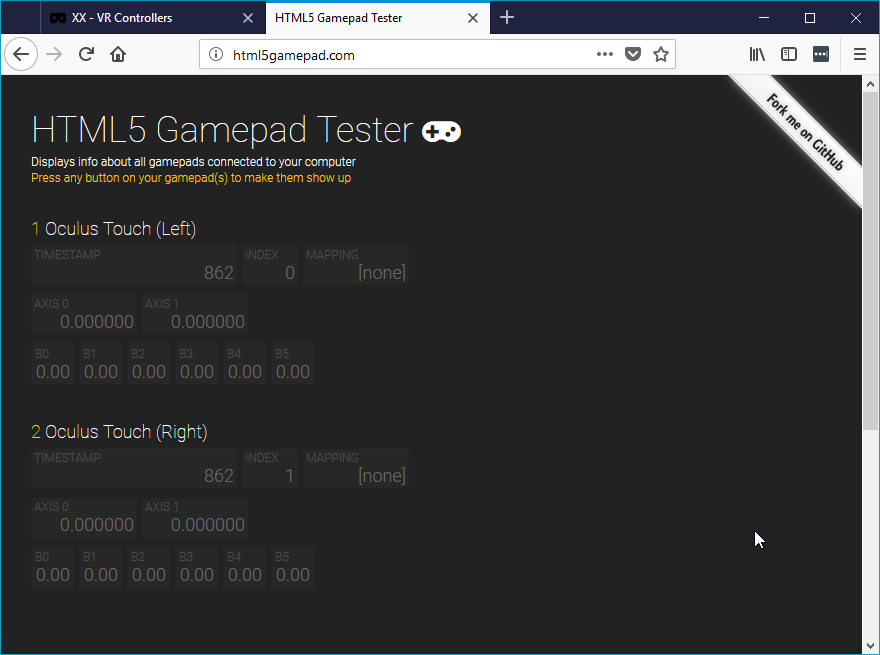 XX - VR Controllers
HTML5 Gamepad Tester
html5gamepad.com
Fork me on GitHub
HTML5 Gamepad Tester
Displays info about all gamepads connected to your computer
Press any button on your gamepad(s) to make them show up
1 Oculus Touch (Left)
TIMESTAMP INDEX MAPPING
862 0 [none]
AXIS 0 AXIS 1
0.000000 0.000000
B0 B1 B2 B3 B4 B5
0.00 0.00 0.00 0.00 0.00 0.00
2 Oculus Touch (Right)
TIMESTAMP INDEX MAPPING
862 1 [none]
AXIS 0 AXIS 1
0.000000 0.000000
B0 B1 B2 B3 B4 B5
0.00 0.00 0.00 0.00 0.00 0.00